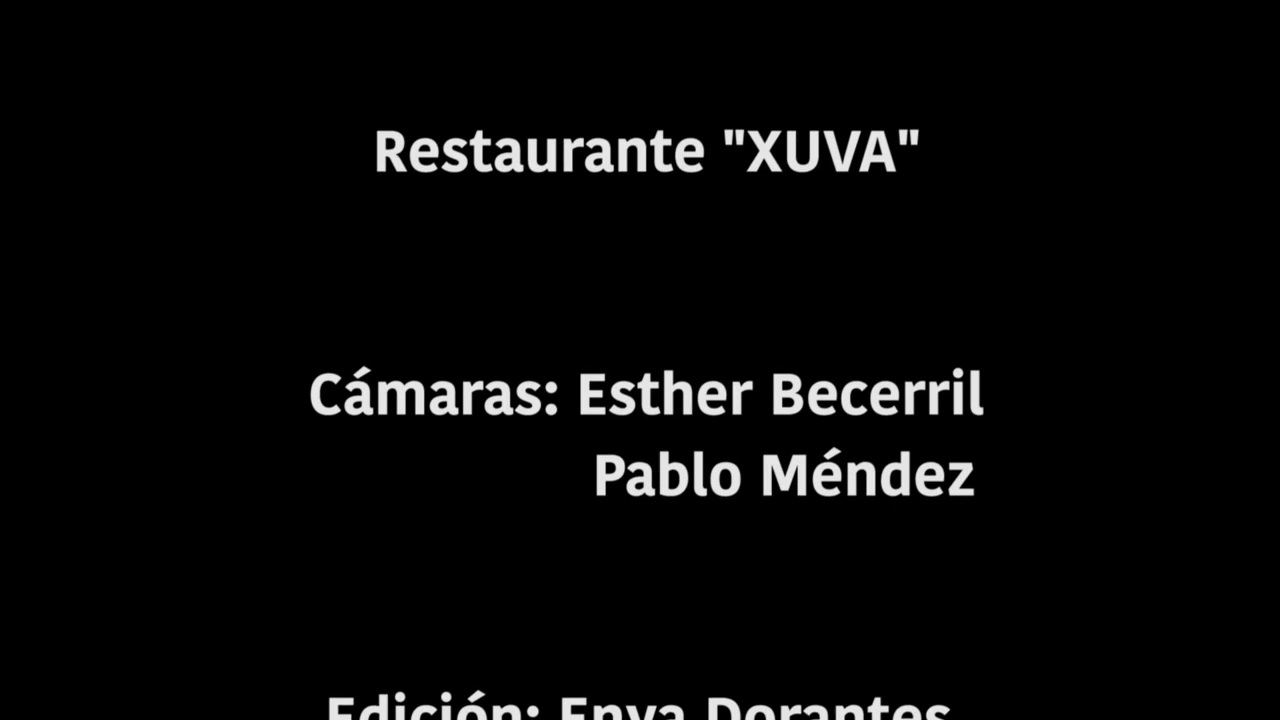 Restaurante "XUVA"
Cámaras: Esther Becerril
Pablo Méndez
Edición: Enya Dorantes